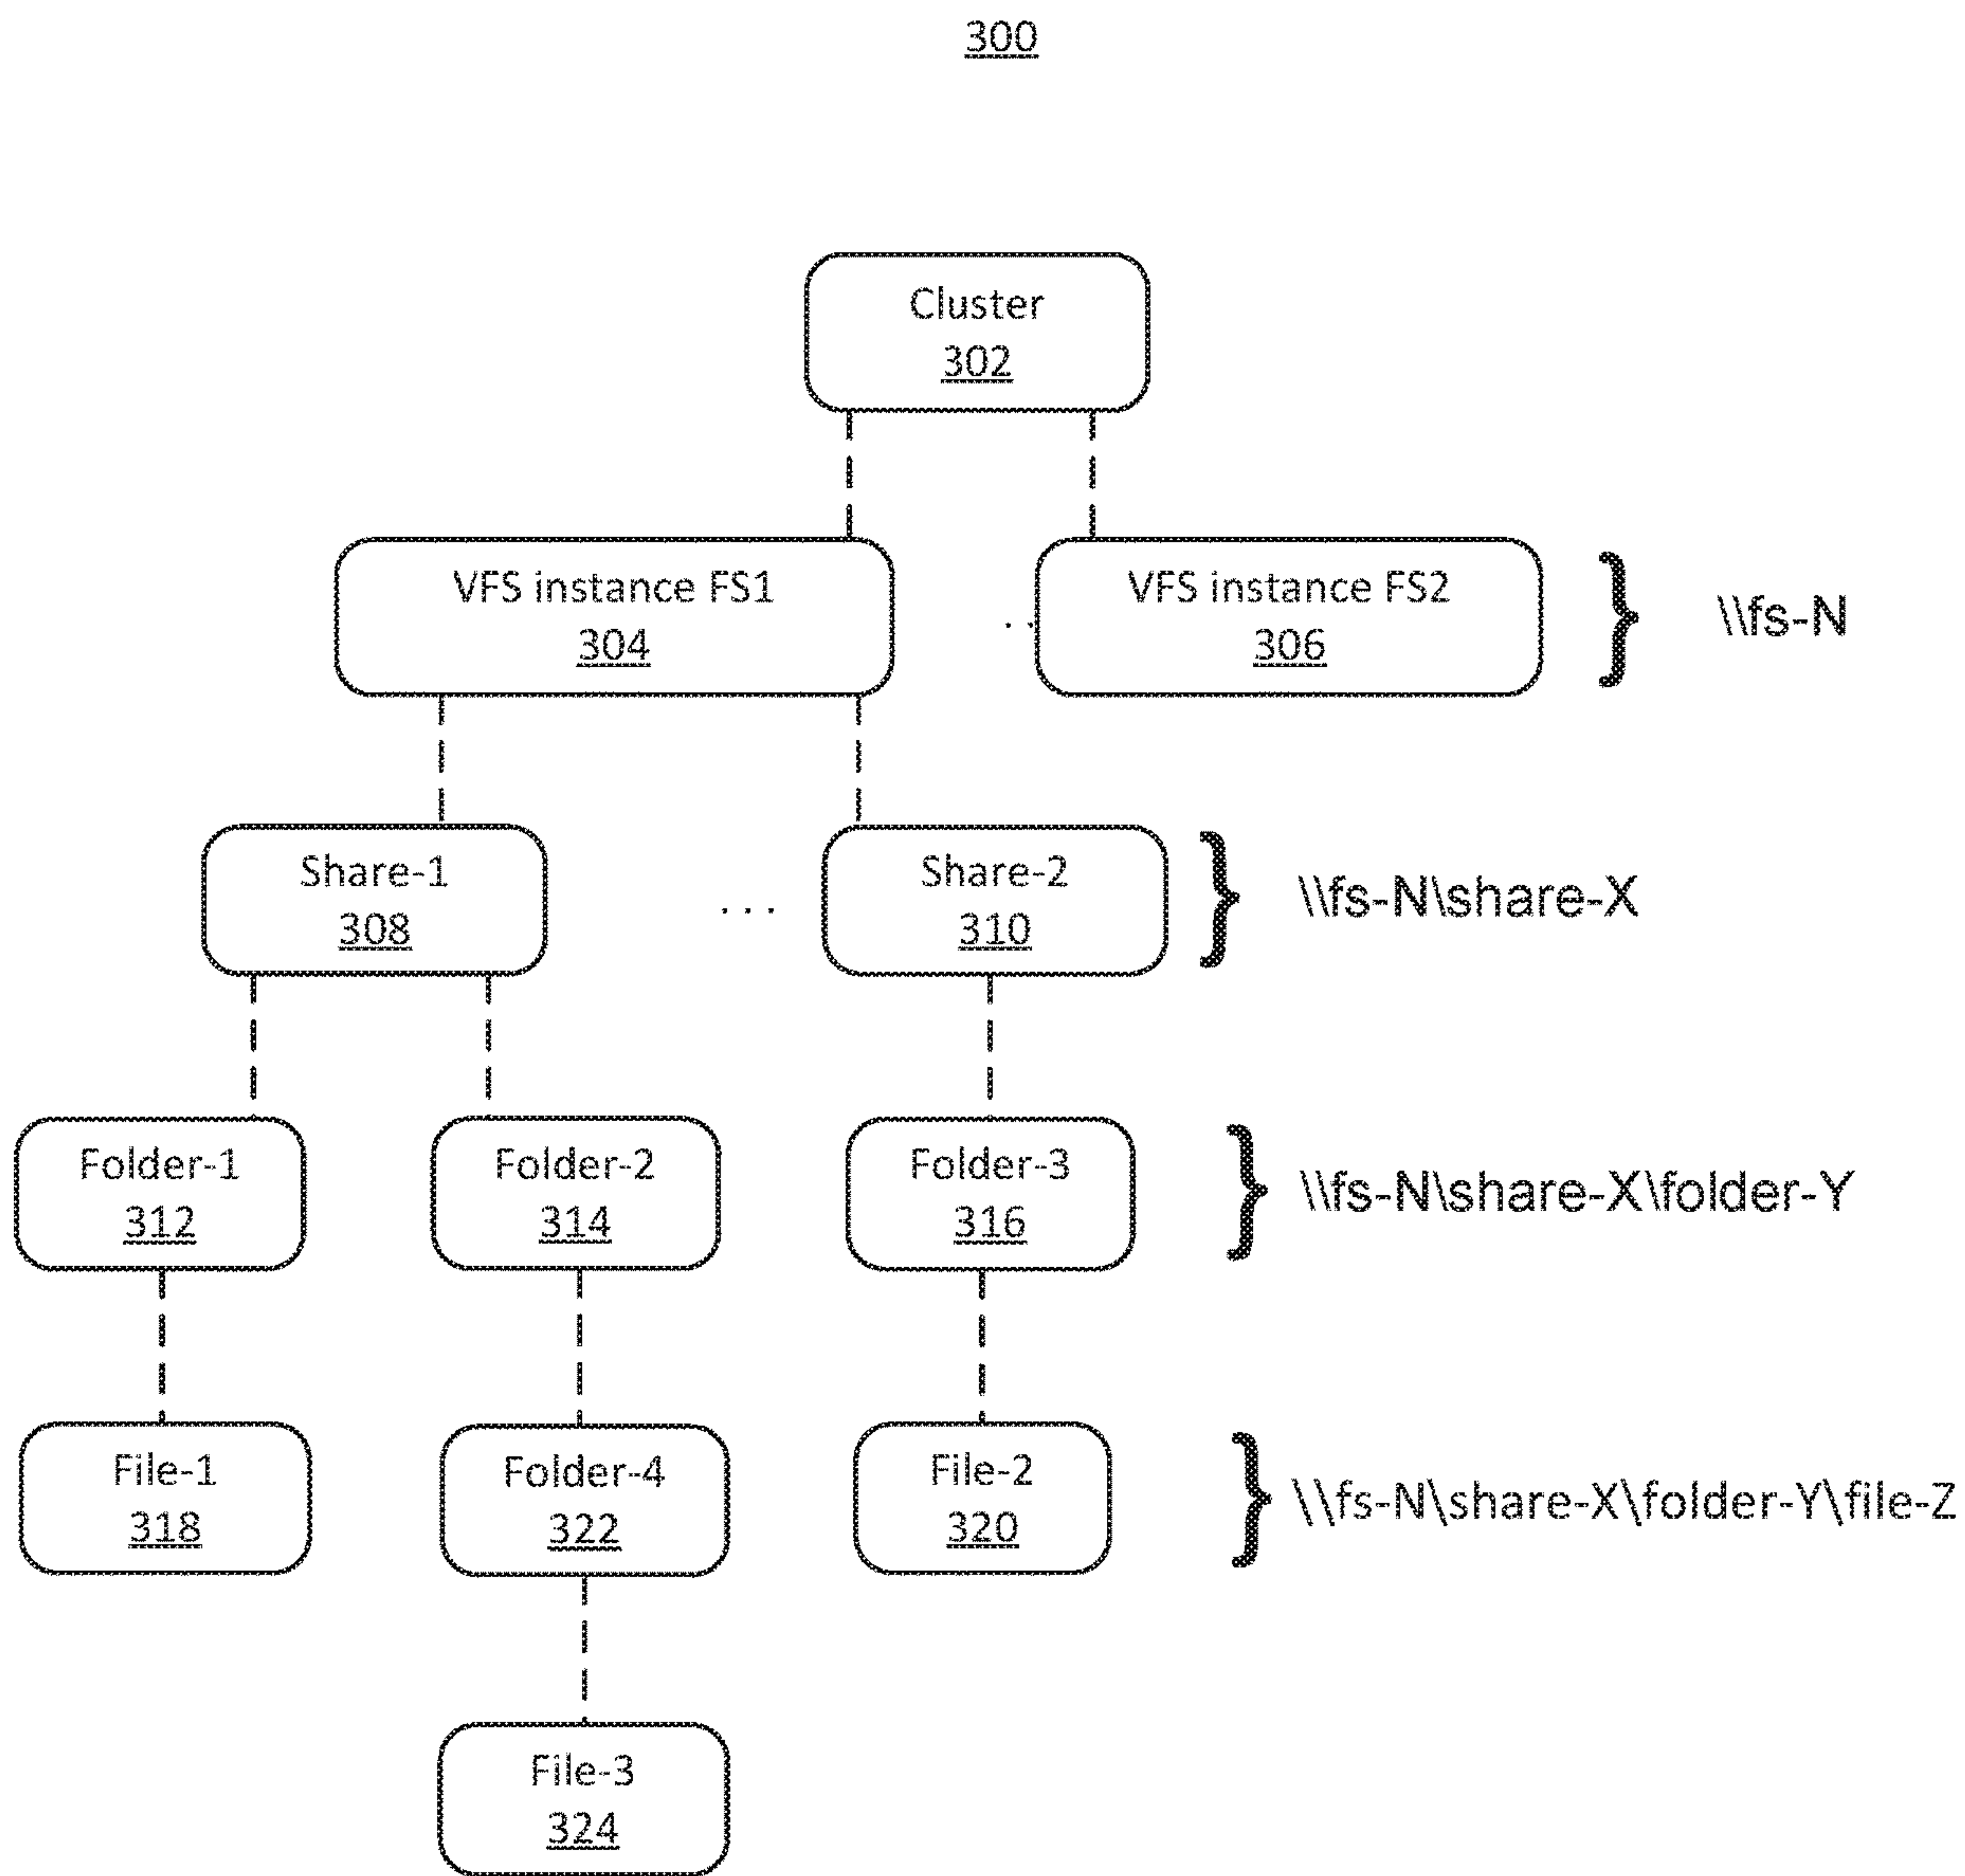 300
Cluster
302
VFS instance FS1
304
. .
VFS instance FS2
306
\\fs-N
Share-1
308
. . .
Share-2
310
\\fs-N\share-X
Folder-1
312
Folder-2
314
Folder-3
316
\\fs-N\share-X\folder-Y
File-1
318
Folder-4
322
File-2
320
\\fs-N\share-X\folder-Y\file-Z
File-3
324